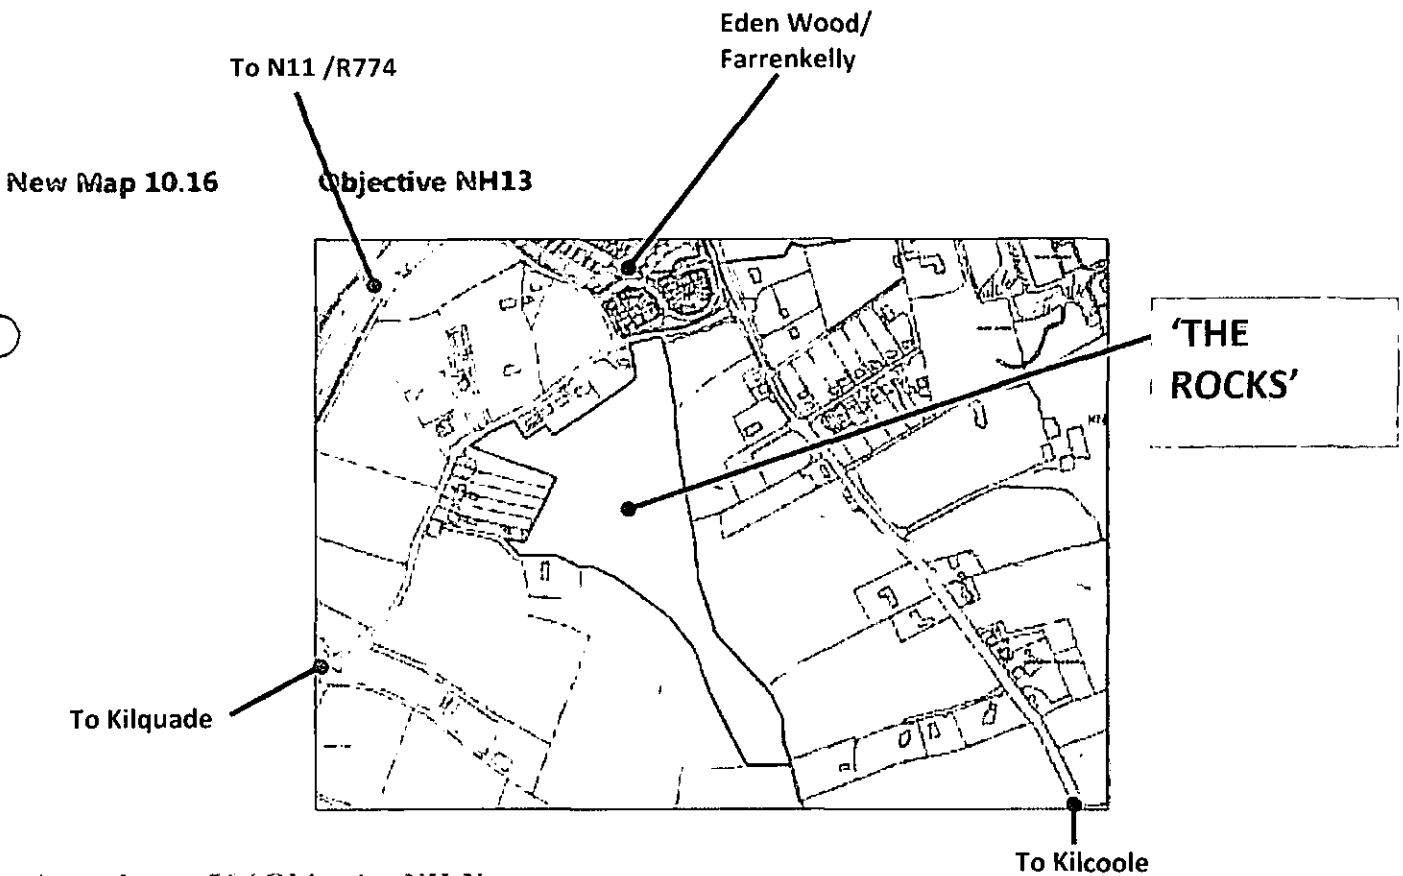 Eden Wood/
Farrenkelly
To N11 /R774
New Map 10.16 Objective NH13
‘THE
ROCKS’
To Kilquade
To Kilcoole